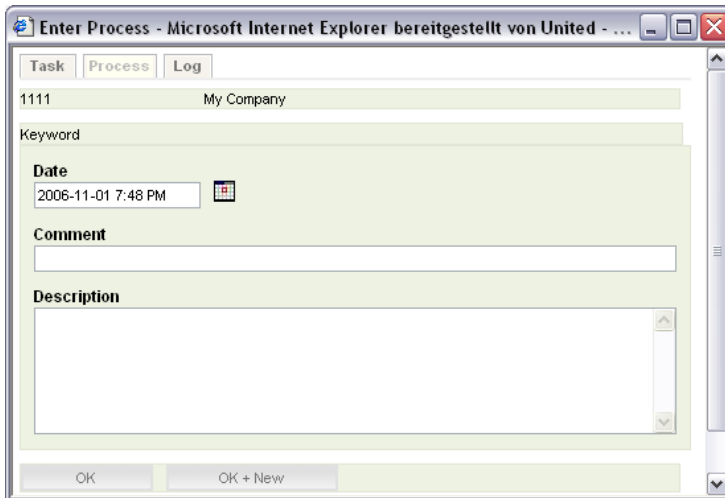 Enter Process - Microsoft Internet Explorer bereitgestellt von United - ...
Task Process Log
1111 My Company
Keyword
Date
2006-11-01 7:48 PM
Comment
Description
OK OK + New